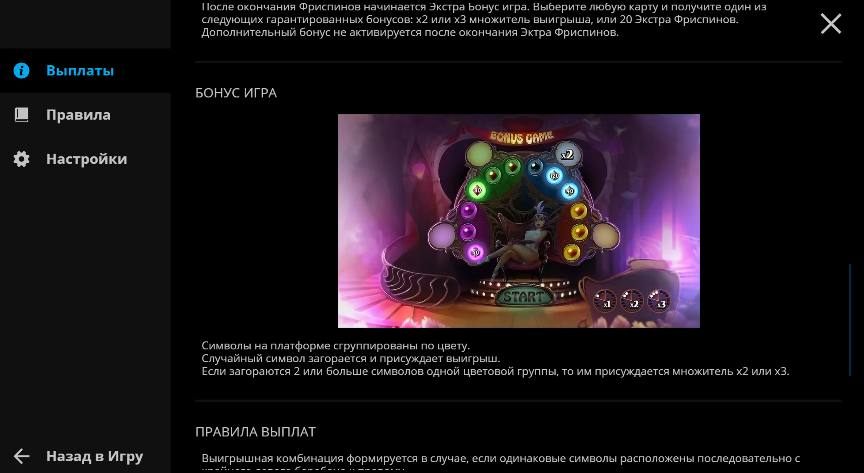 После окончания Фриспинов начинается Экстра Бонус игра. Выберите любую карту и получите один из
следующих гарантированных бонусов: x2 или x3 множитель выигрыша, или 20 Экстра Фриспинов.
Дополнительный бонус не активируется после окончания Эктра Фриспинов.
Выплаты
Правила
Настройки
БОНУС ИГРА
BONUS GAME
x2
START
x1 x2 x3
Символы на платформе сгруппированы по цвету.
Случайный символ загорается и присуждает выигрыш.
Если загораются 2 или больше символов одной цветовой группы, то им присуждается множитель x2 или x3.
ПРАВИЛА ВЫПЛАТ
Выигрышная комбинация формируется в случае, если одинаковые символы расположены последовательно с
Назад в Игру